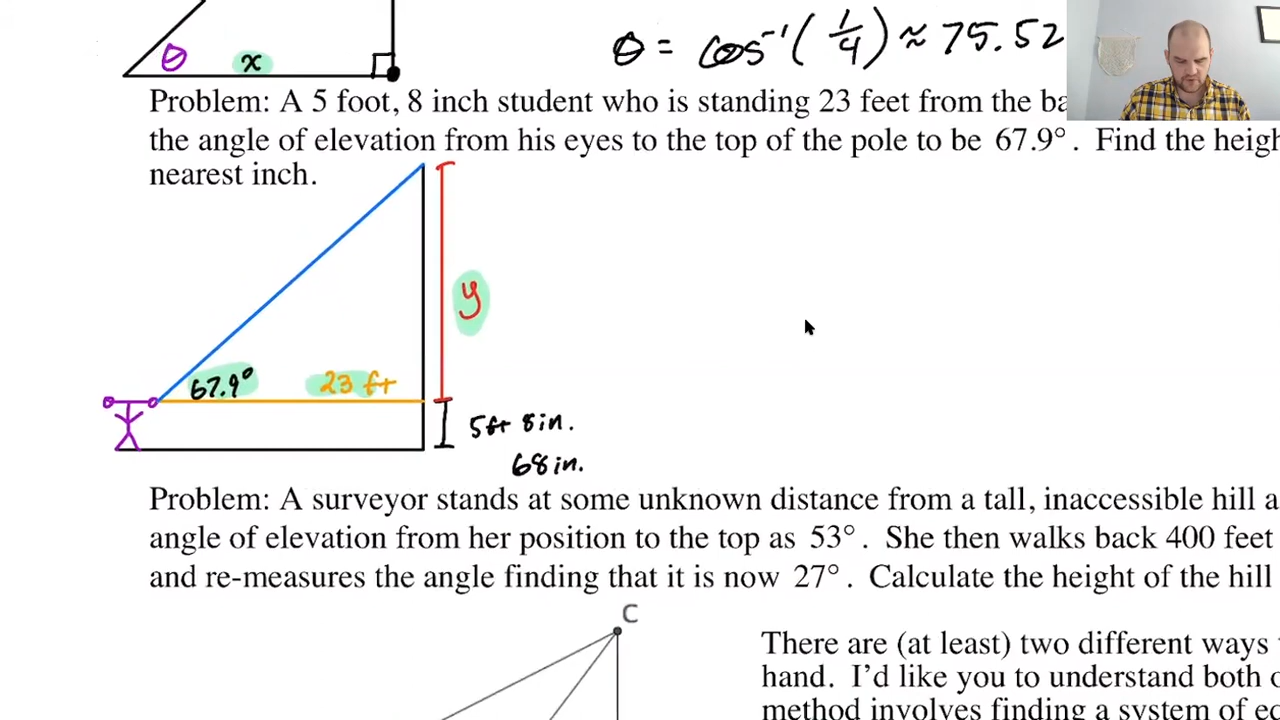 θ = cos⁻¹(1/4) ≈ 75.52
θ x
Problem: A 5 foot, 8 inch student who is standing 23 feet from the
the angle of elevation from his eyes to the top of the pole to be 67.9°. Find the
nearest inch.
y
67.9° 23 ft
5ft 8in.
68in.
Problem: A surveyor stands at some unknown distance from a tall, inaccessible hill
angle of elevation from her position to the top as 53°. She then walks back 400 feet
and re-measures the angle finding that it is now 27°. Calculate the height of the hill
C
There are (at least) two different ways
hand. I'd like you to understand both
method involves finding a system of